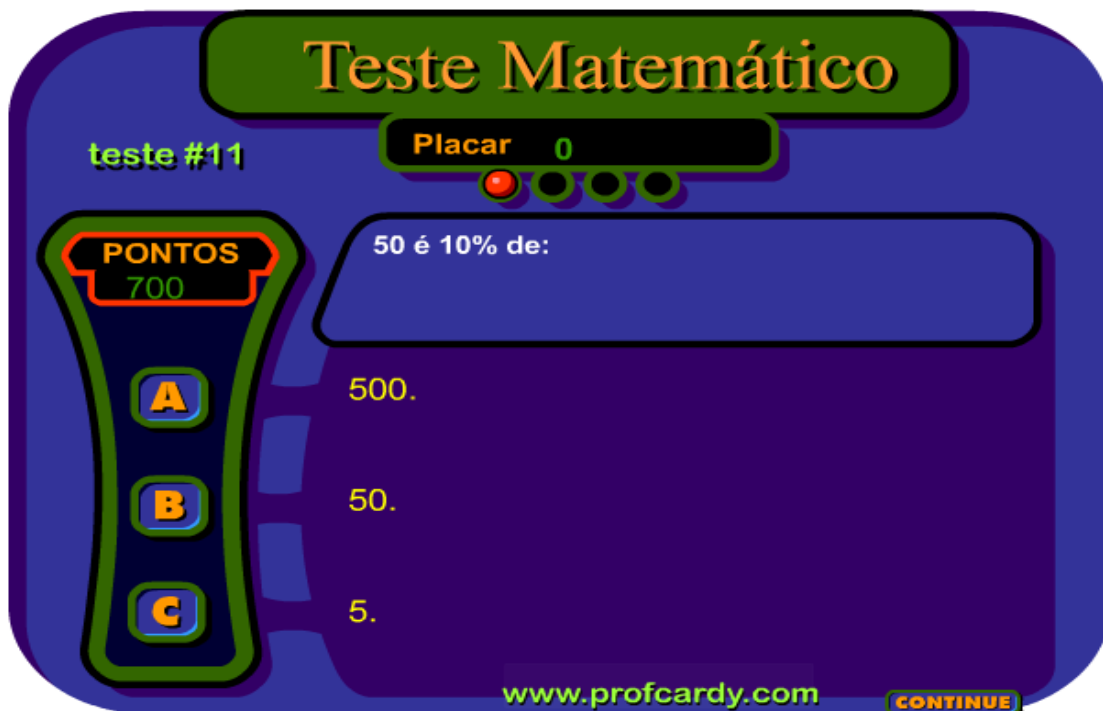 Teste Matemático
teste #11
Placar 0
PONTOS
700
50 é 10% de:
A 500.
B 50.
C 5.
www.profcardy.com
CONTINUE